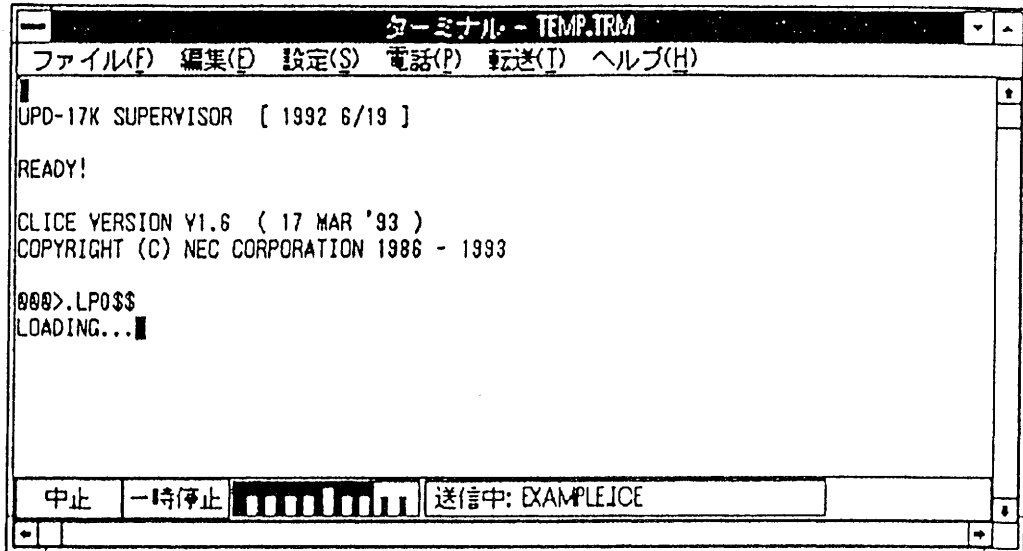 ターミナル - TEMP.TRM
ファイル(F) 編集(E) 設定(S) 電話(P) 転送(T) ヘルプ(H)
UPD-17K SUPERVISOR [ 1992 6/19 ]
READY!
CLICE VERSION V1.6 ( 17 MAR '93 )
COPYRIGHT (C) NEC CORPORATION 1986 - 1993
000>.LP0$$
LOADING...
中止 一時停止 送信中: EXAMPLE.ICE